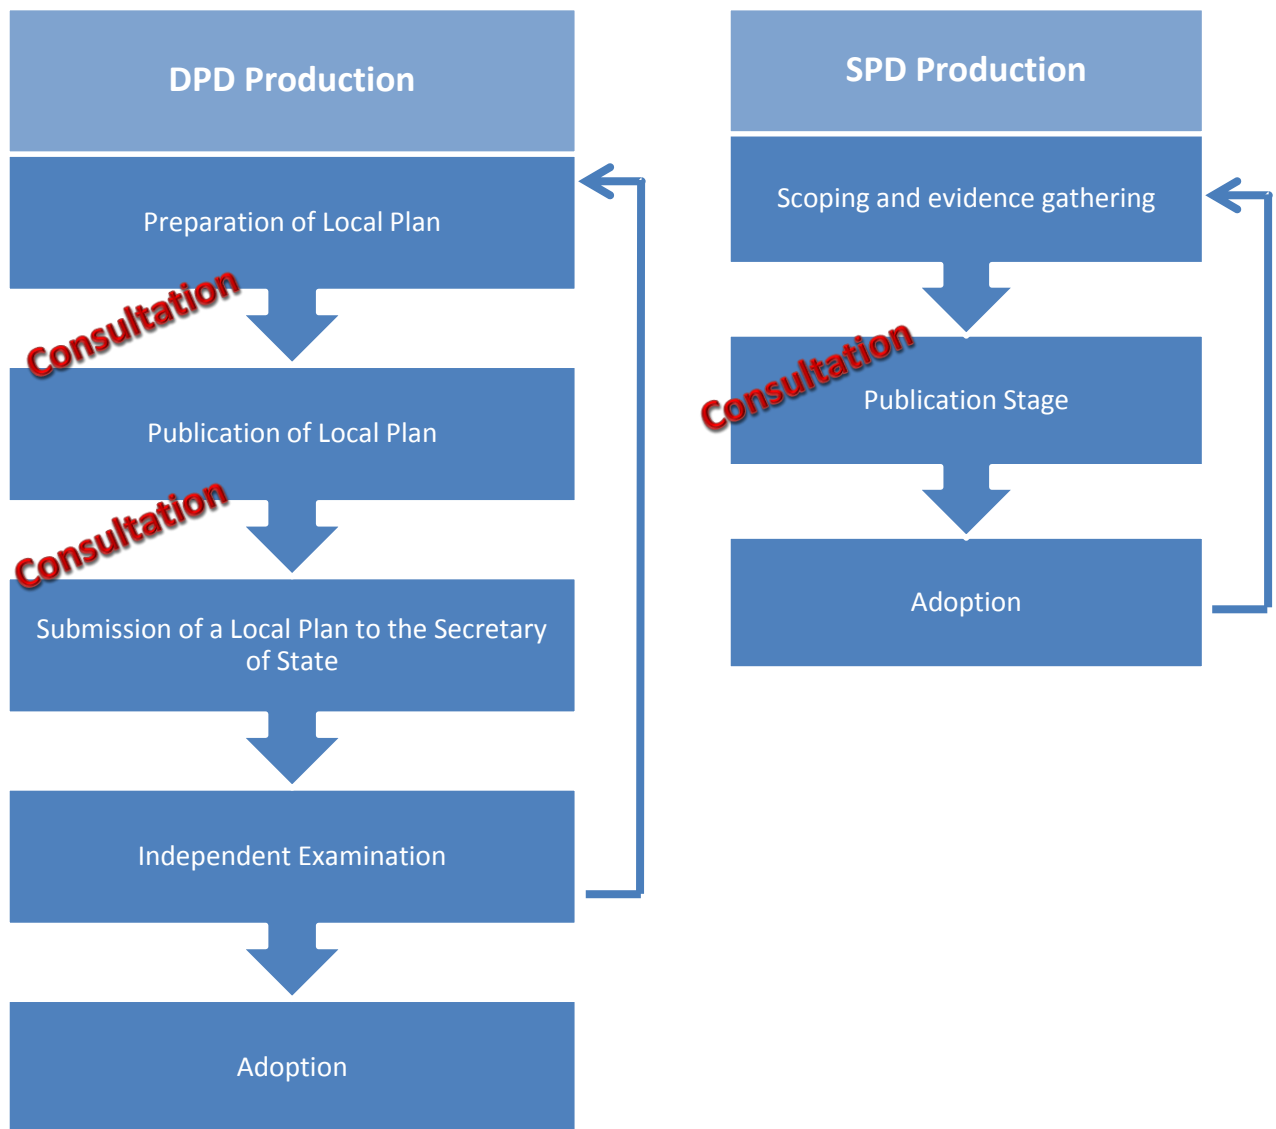 DPD Production
Preparation of Local Plan
Consultation
Publication of Local Plan
Consultation
Submission of a Local Plan to the Secretary
of State
Independent Examination
Adoption
SPD Production
Scoping and evidence gathering
Consultation
Publication Stage
Adoption